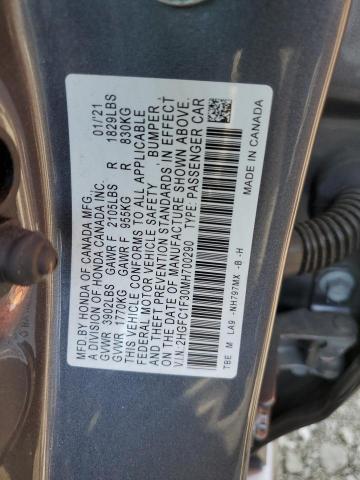 MFD.BY HONDA OF CANADA MFG. 01/21
A DIVISION OF HONDA CANADA INC.
GVWR 3902LBS GAWR F 2105LBS R 1829LBS
GVWR 1770KG GAWR F 955KG R 830KG
THIS VEHICLE CONFORMS TO ALL APPLICABLE
FEDERAL MOTOR VEHICLE SAFETY BUMPER
AND THEFT PREVENTION STANDARDS IN EFFECT
ON THE DATE OF MANUFACTURE SHOWN ABOVE.
V.I.N. 2HGFC1F30MH700290 TYPE: PASSENGER CAR
TBE M LA9 -NH797MX -B -H
MADE IN CANADA